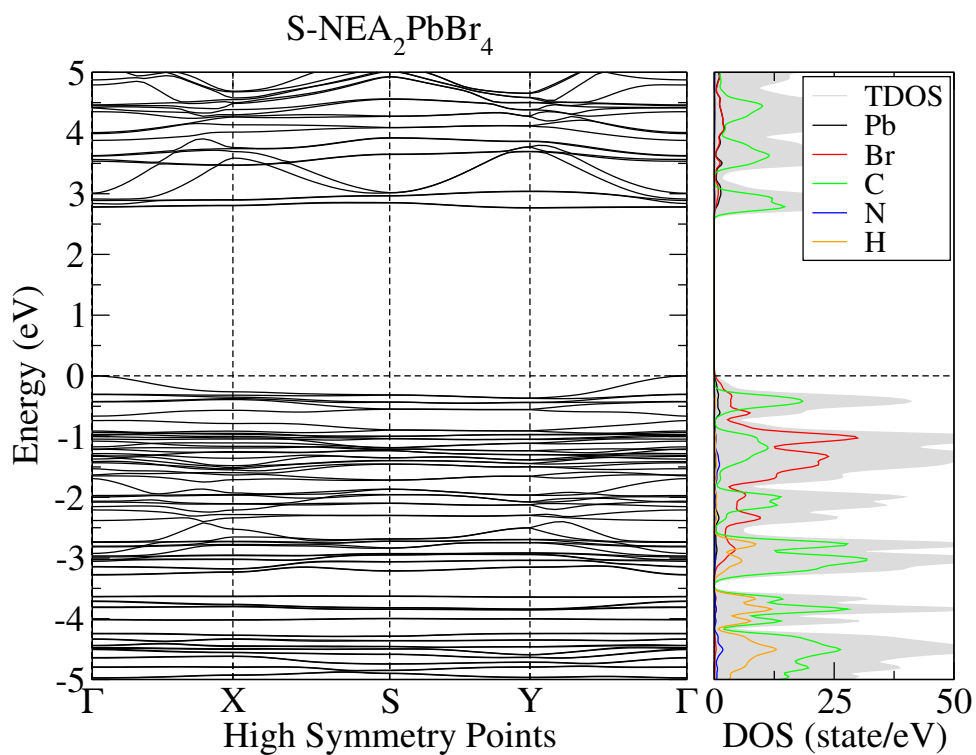 S-NEA₂PbBr₄
Energy (eV)
5
4
3
2
1
0
-1
-2
-3
-4
-5
Γ X S Y Γ
High Symmetry Points
TDOS
Pb
Br
C
N
H
0 25 50
DOS (state/eV)